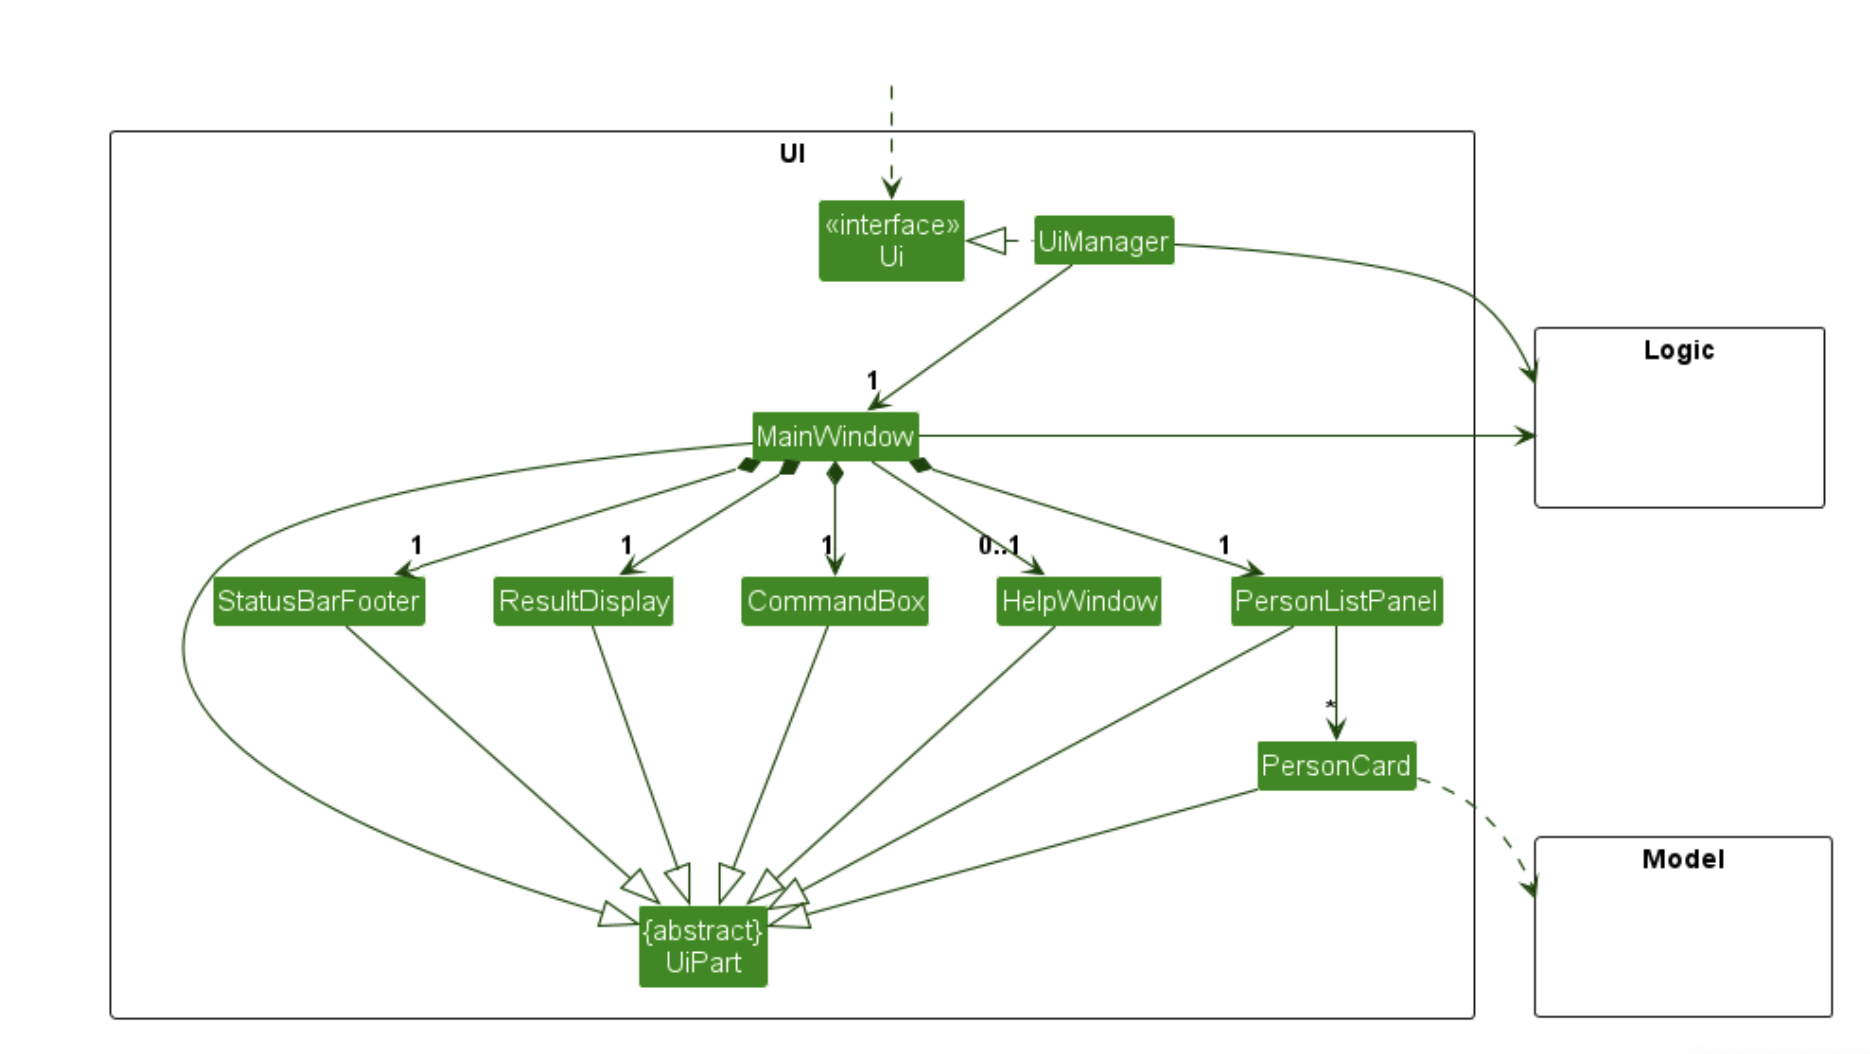 UI
«interface»
Ui
UiManager
Logic
1
MainWindow
1
1
1
0..1
1
StatusBarFooter
ResultDisplay
CommandBox
HelpWindow
PersonListPanel
*
PersonCard
Model
{abstract}
UiPart